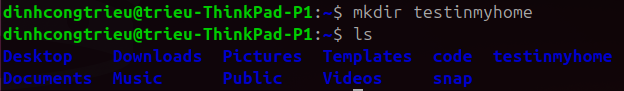 dinhcongtrieu@trieu-ThinkPad-P1:~$ mkdir testinmyhome
dinhcongtrieu@trieu-ThinkPad-P1:~$ ls
Desktop Downloads Pictures Templates code testinmyhome
Documents Music Public Videos snap